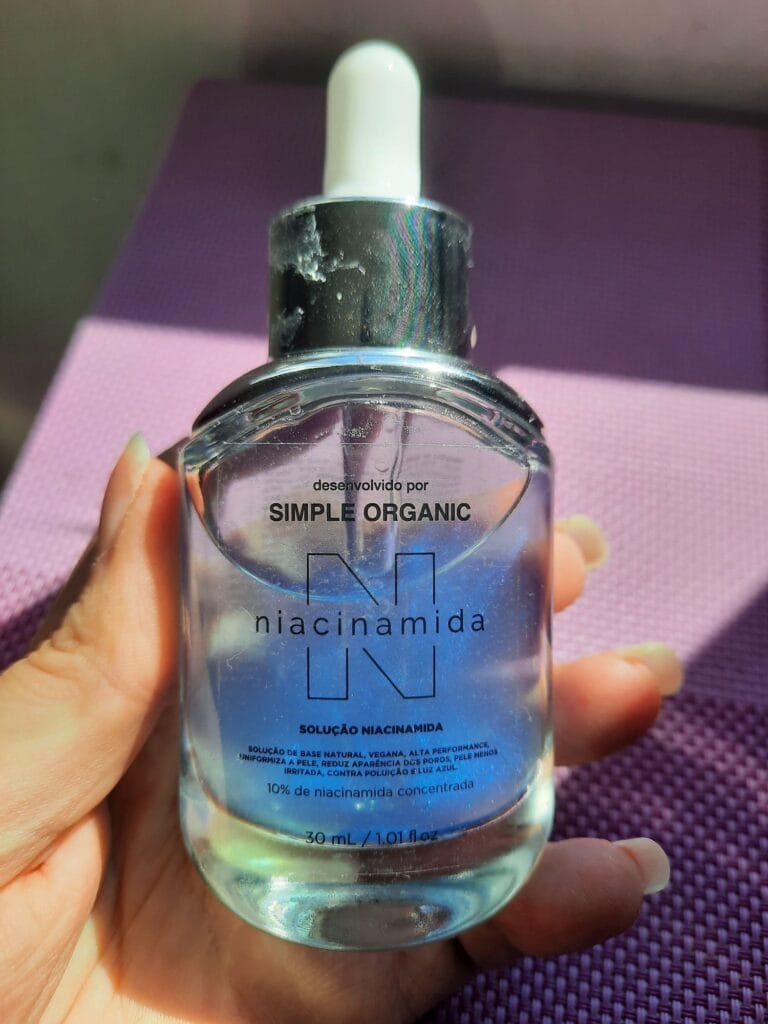 desenvolvido por
SIMPLE ORGANIC
N
niacinamida
SOLUÇÃO NIACINAMIDA
SOLUÇÃO DE BASE NATURAL, VEGANA, ALTA PERFORMANCE,
UNIFORMIZA A PELE, REDUZ APARÊNCIA DOS POROS, PELE MENOS
IRRITADA, CONTRA POLUIÇÃO E LUZ AZUL.
10% de niacinamida concentrada
30 mL / 1.01 fl oz